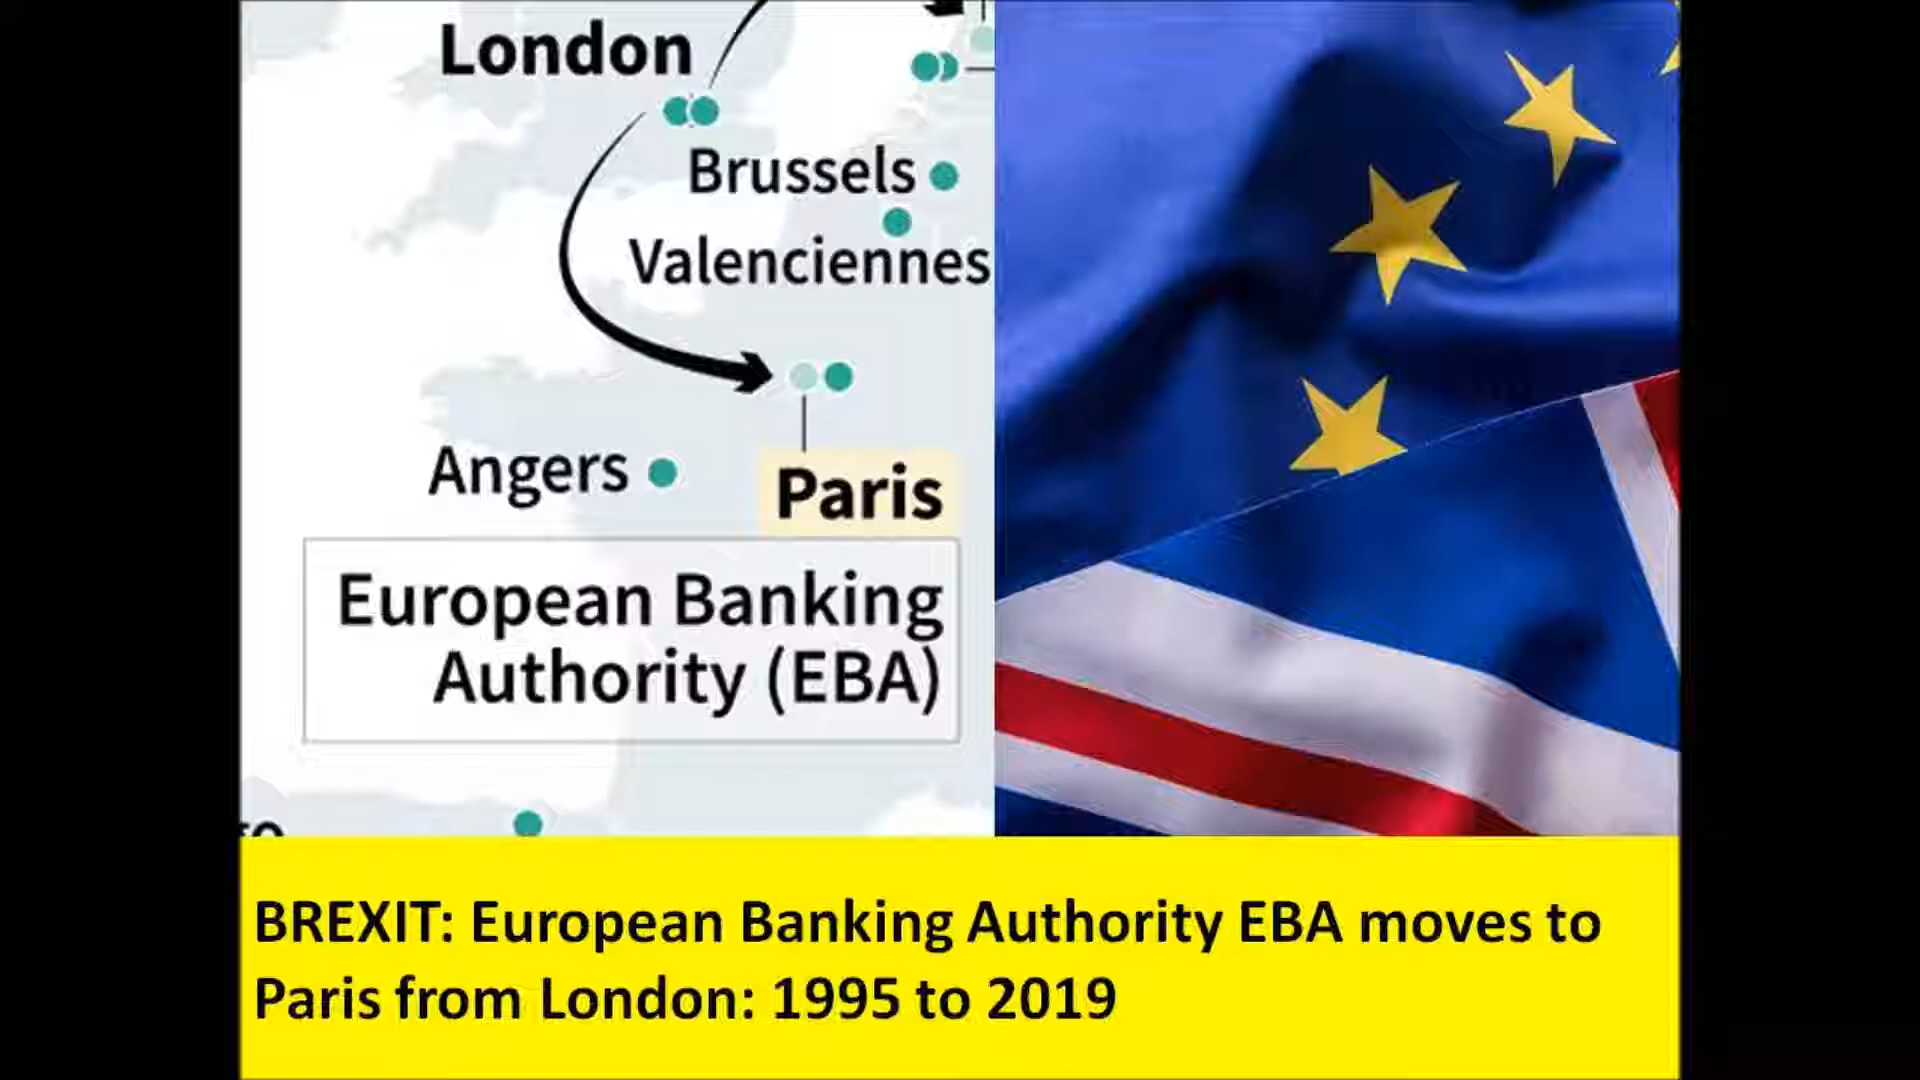 London
Brussels
Valenciennes
Angers
Paris
European Banking
Authority (EBA)
BREXIT: European Banking Authority EBA moves to
Paris from London: 1995 to 2019